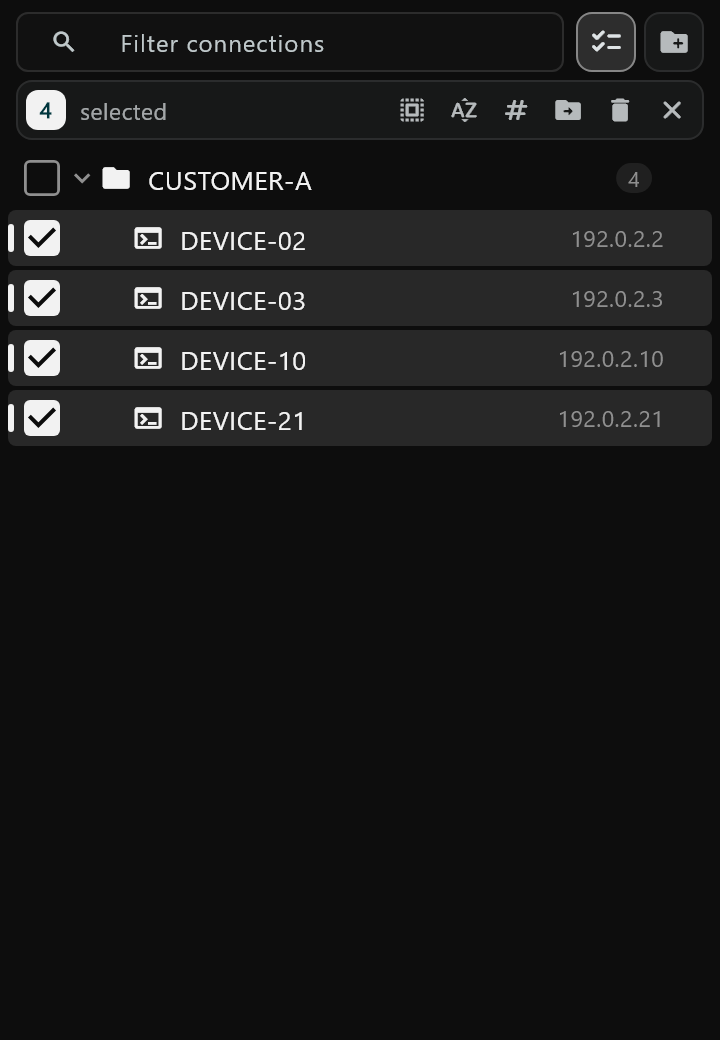 Filter connections
4 selected
CUSTOMER-A 4
DEVICE-02 192.0.2.2
DEVICE-03 192.0.2.3
DEVICE-10 192.0.2.10
DEVICE-21 192.0.2.21